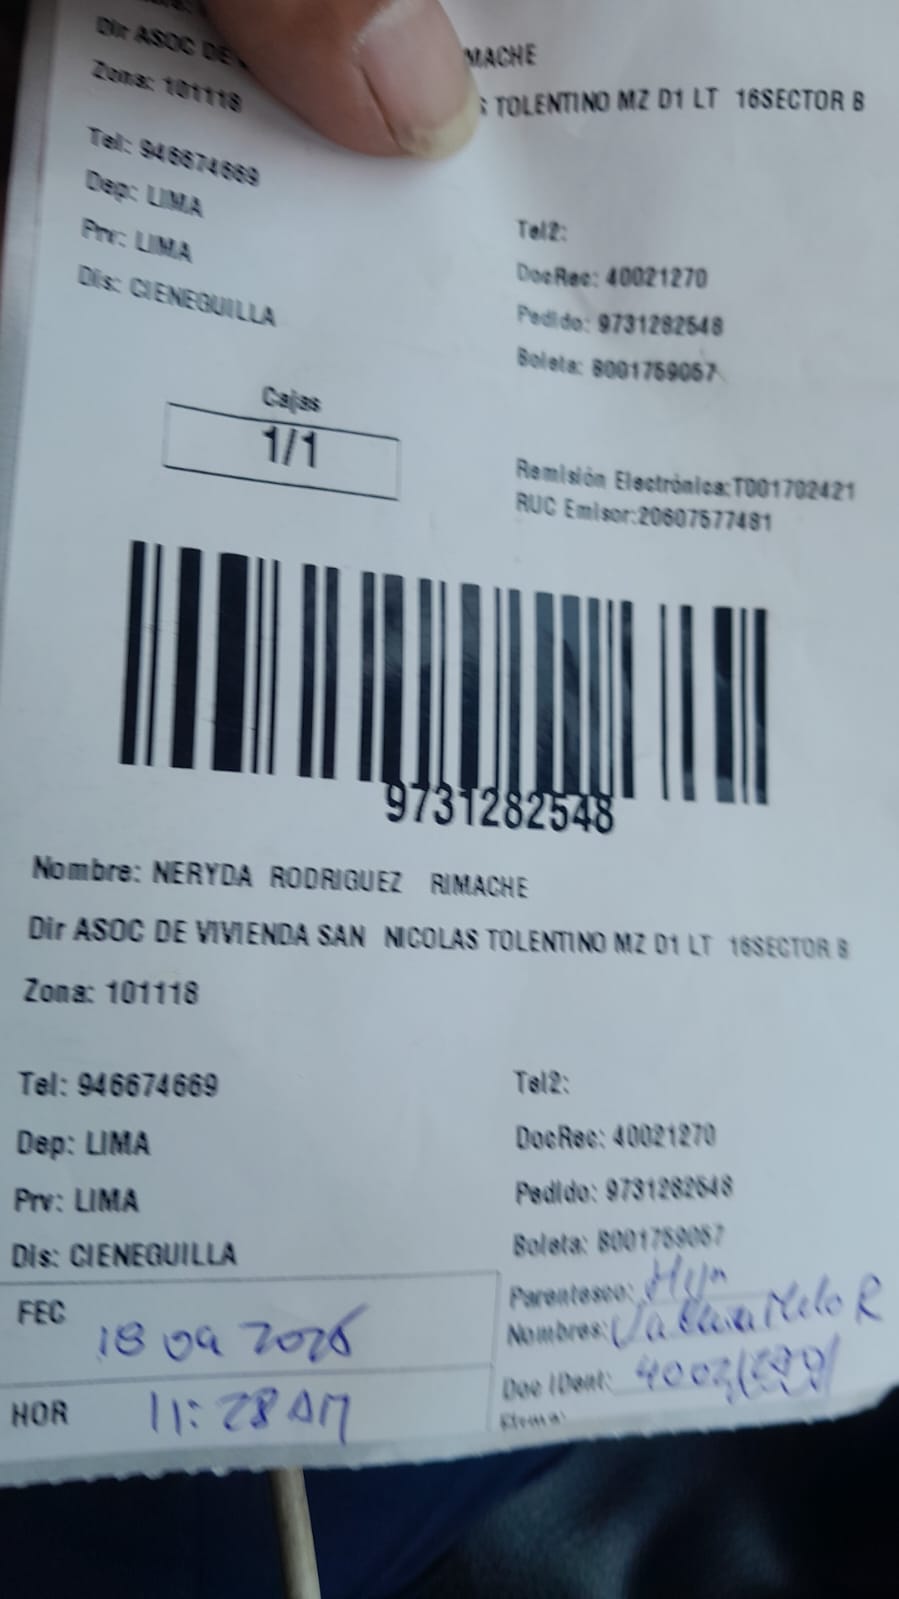 Dir ASOC DE
MACHE
S TOLENTINO MZ D1 LT 16SECTOR B
Zona: 101118
Tel: 946674669
Tel2:
Dep: LIMA
DocRec: 40021270
Prv: LIMA
Pedido: 9731282548
Dis: CIENEGUILLA
Boleta: B001759057
Cajas
1/1
Remisión Electrónica:T001702421
RUC Emisor:20607577481
9731282548
Nombre: NERYDA RODRIGUEZ RIMACHE
Dir ASOC DE VIVIENDA SAN NICOLAS TOLENTINO MZ D1 LT 16SECTOR B
Zona: 101118
Tel: 946674669
Tel2:
Dep: LIMA
DocRec: 40021270
Prv: LIMA
Pedido: 9731282548
Dis: CIENEGUILLA
Boleta: B001759057
FEC
18 09
Parentesco:
Nombres:
HOR 11:28 AM
Doc IDent:
Firma: